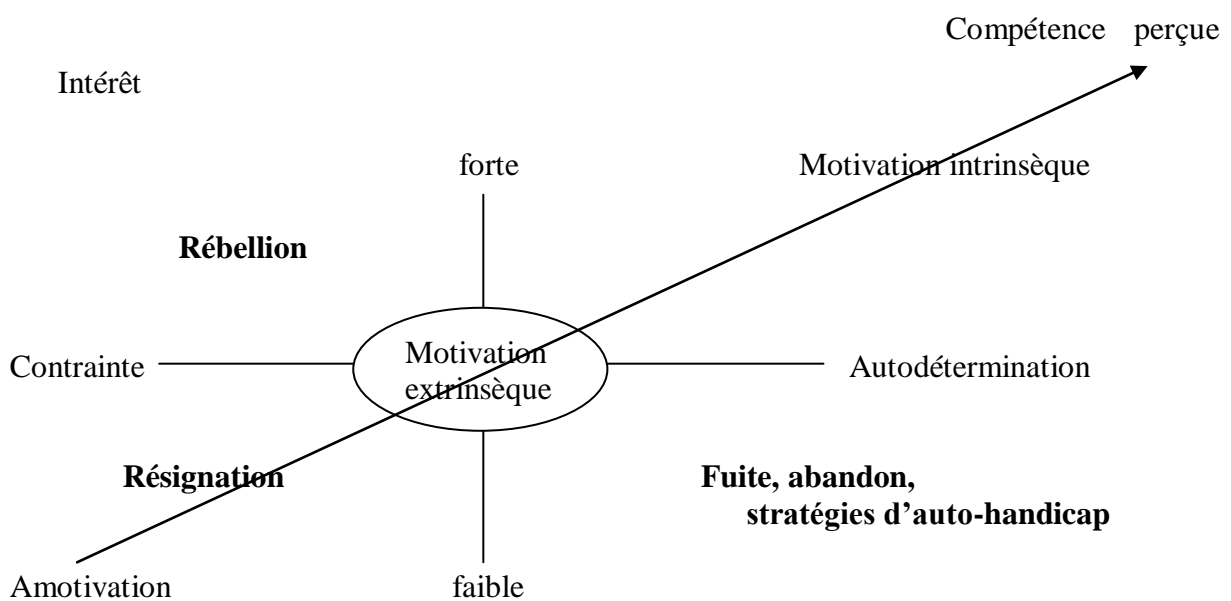 Compétence perçue
Intérêt
forte
Motivation intrinsèque
Rébellion
Contrainte
Motivation
extrinsèque
Autodétermination
Résignation
Fuite, abandon,
stratégies d’auto-handicap
Amotivation
faible